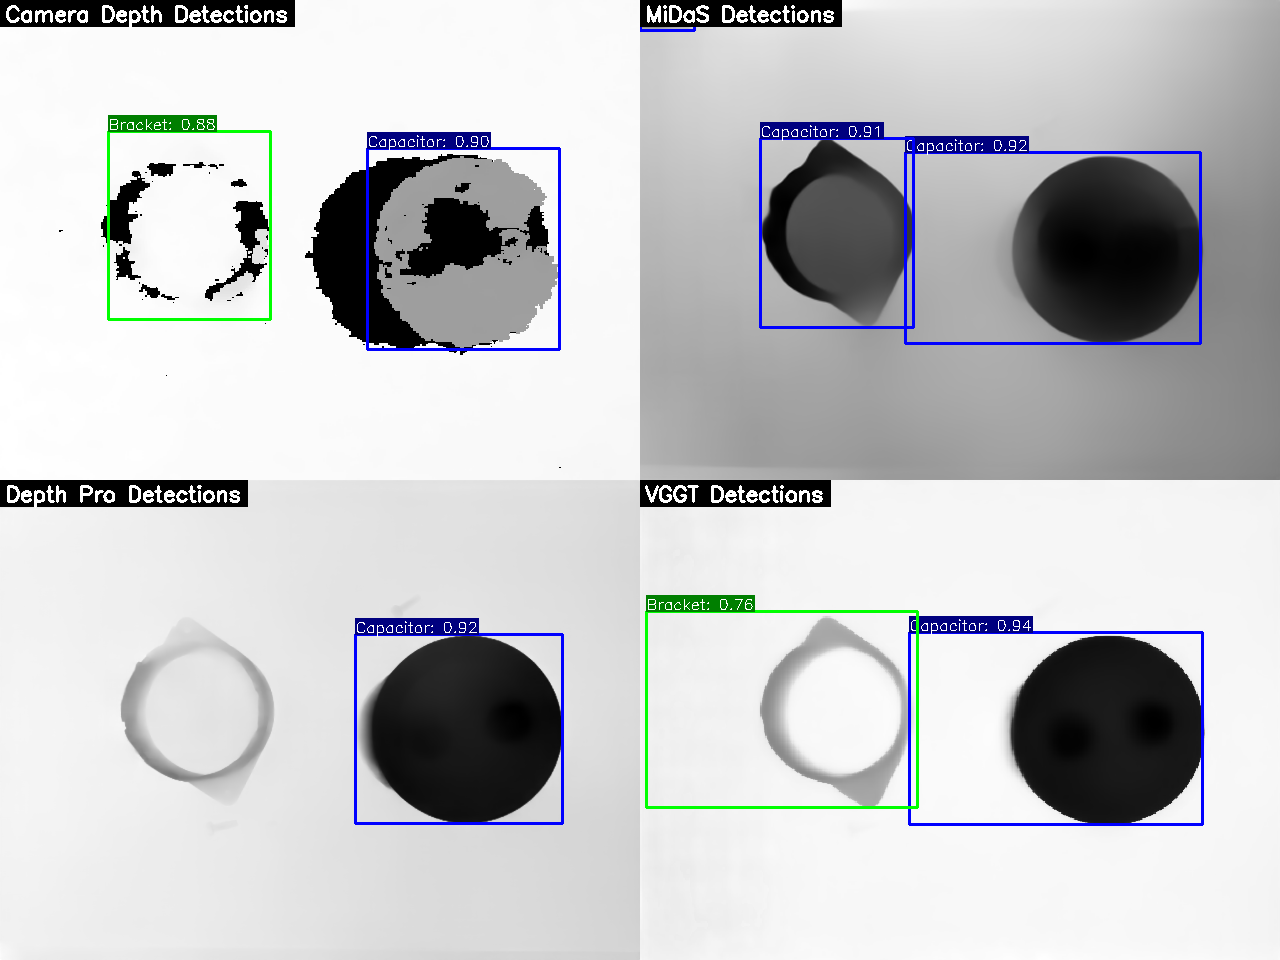 Camera Depth Detections
Bracket: 0.88
Capacitor: 0.90
MiDaS Detections
Capacitor: 0.91
Capacitor: 0.92
Depth Pro Detections
Capacitor: 0.92
VGGT Detections
Bracket: 0.76
Capacitor: 0.94